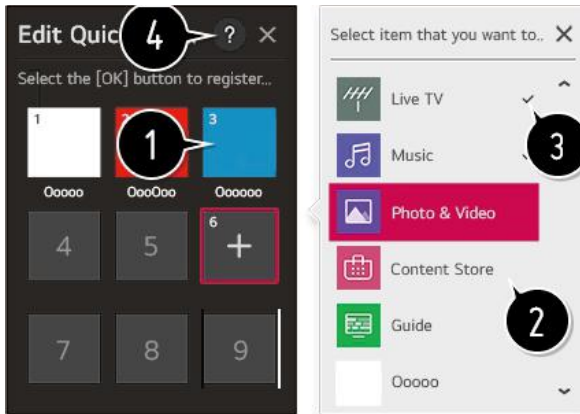 Edit Quic
4
?
×
Select the [OK] button to register...
1
2
3
1
Ooooo
OooOoo
Oooooo
4
5
6
+
7
8
9
Select item that you want to..
×
Live TV
3
Music
Photo & Video
Content Store
2
Guide
Ooooo